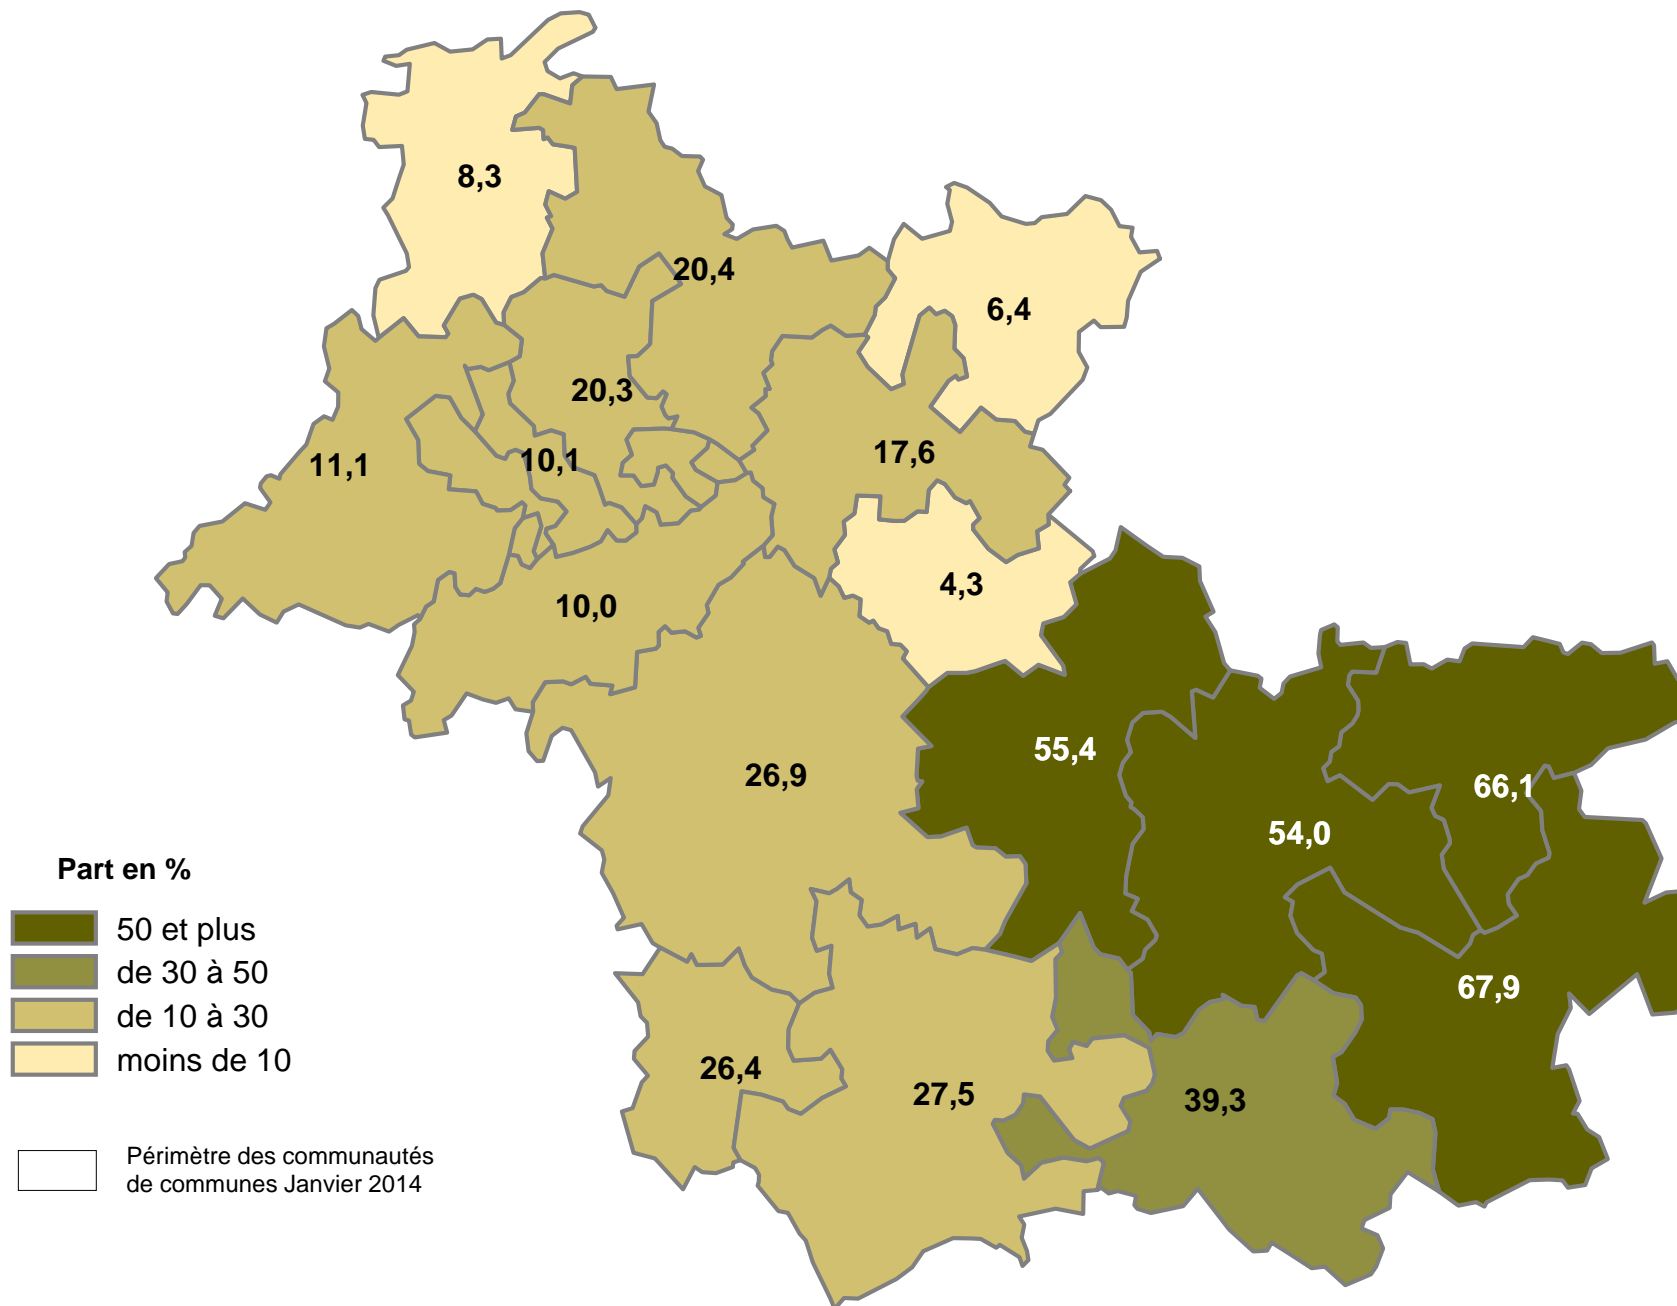 8,3
20,4
6,4
20,3
11,1
10,1
17,6
4,3
10,0
55,4
26,9
66,1
54,0
67,9
26,4
27,5
39,3
Part en %
50 et plus
de 30 à 50
de 10 à 30
moins de 10
Périmètre des communautés
de communes Janvier 2014